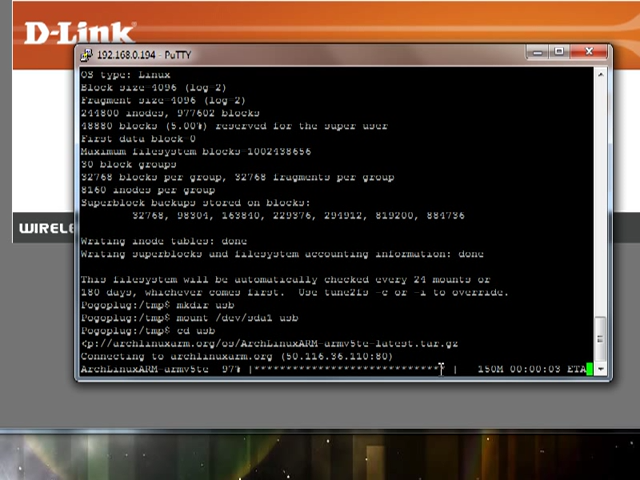 D-Link
192.168.0.194 - PuTTY
OS type: Linux
Block size=4096 (log=2)
Fragment size=4096 (log=2)
244800 inodes, 977602 blocks
48880 blocks (5.00%) reserved for the super user
First data block=0
Maximum filesystem blocks=1002438656
30 block groups
32768 blocks per group, 32768 fragments per group
8160 inodes per group
Superblock backups stored on blocks:
32768, 98304, 163840, 229376, 294912, 819200, 884736
WIRELE
Writing inode tables: done
Writing superblocks and filesystem accounting information: done
This filesystem will be automatically checked every 24 mounts or
180 days, whichever comes first.  Use tune2fs -c or -i to override.
Pogoplug:/tmp$ mkdir usb
Pogoplug:/tmp$ mount /dev/sda1 usb
Pogoplug:/tmp$ cd usb
<p://archlinuxarm.org/os/ArchLinuxARM-armv5te-latest.tar.gz
Connecting to archlinuxarm.org (50.116.36.110:80)
ArchLinuxARM-armv5te  97% |***************************** |   150M 00:00:03 ETA